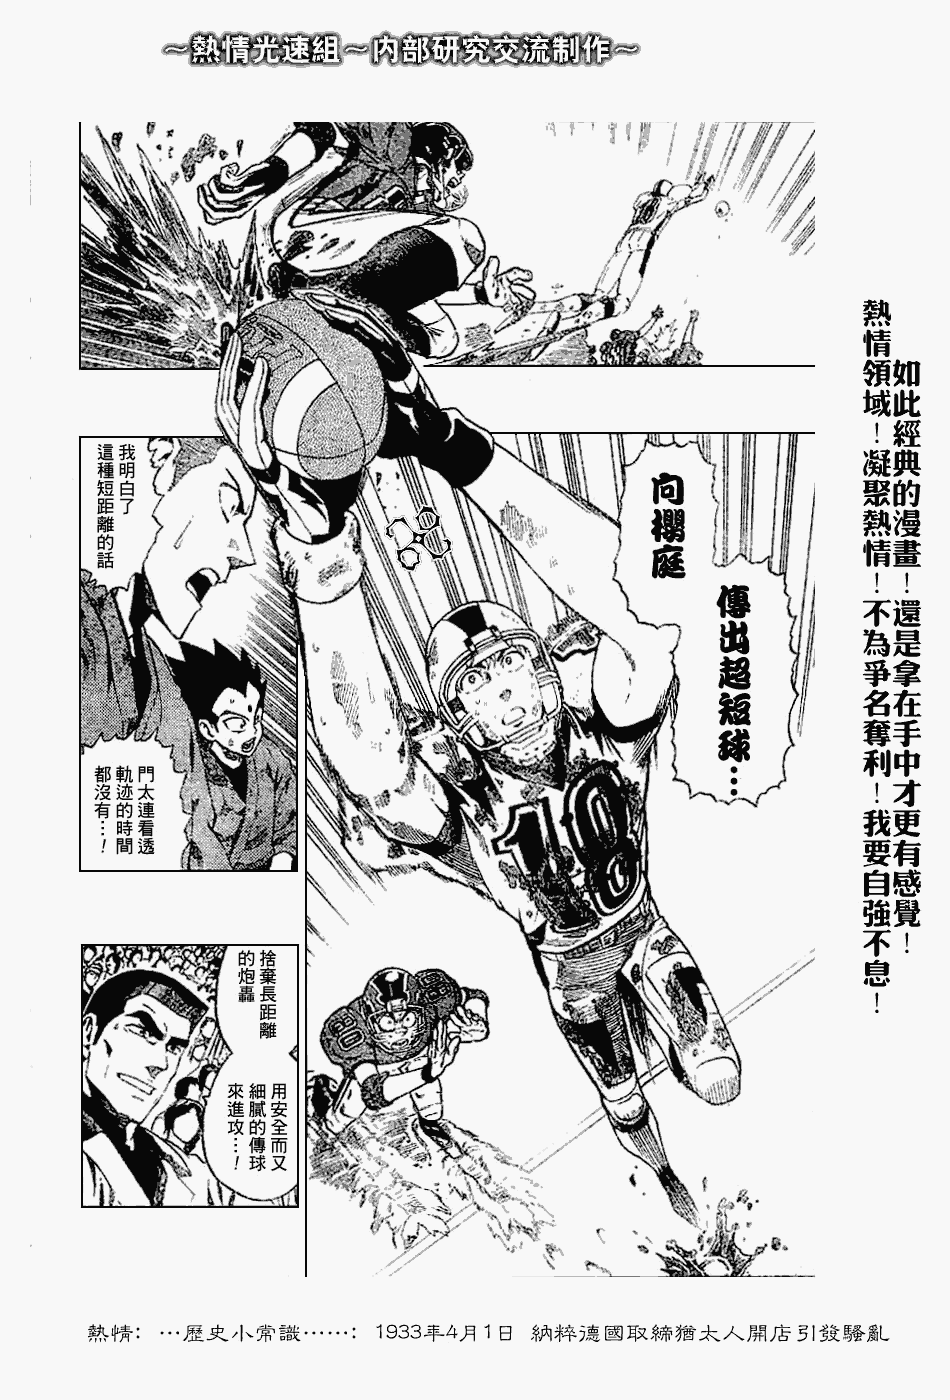 ～熱情光速組～內部研究交流制作～
如此經典的漫畫！還是拿在手中才更有感覺！
熱情領域！凝聚熱情！不為爭名奪利！我要自強不息！
向櫻庭
傳出超短球…
我明白了
這種短距離的話
門太連看透
軌迹的時間
都沒有…！
捨棄長距離
的炮轟
用安全而又
細膩的傳球
來進攻…！
熱情：…歷史小常識……：1933年4月1日 納粹德國取締猶太人開店引發騷亂
18